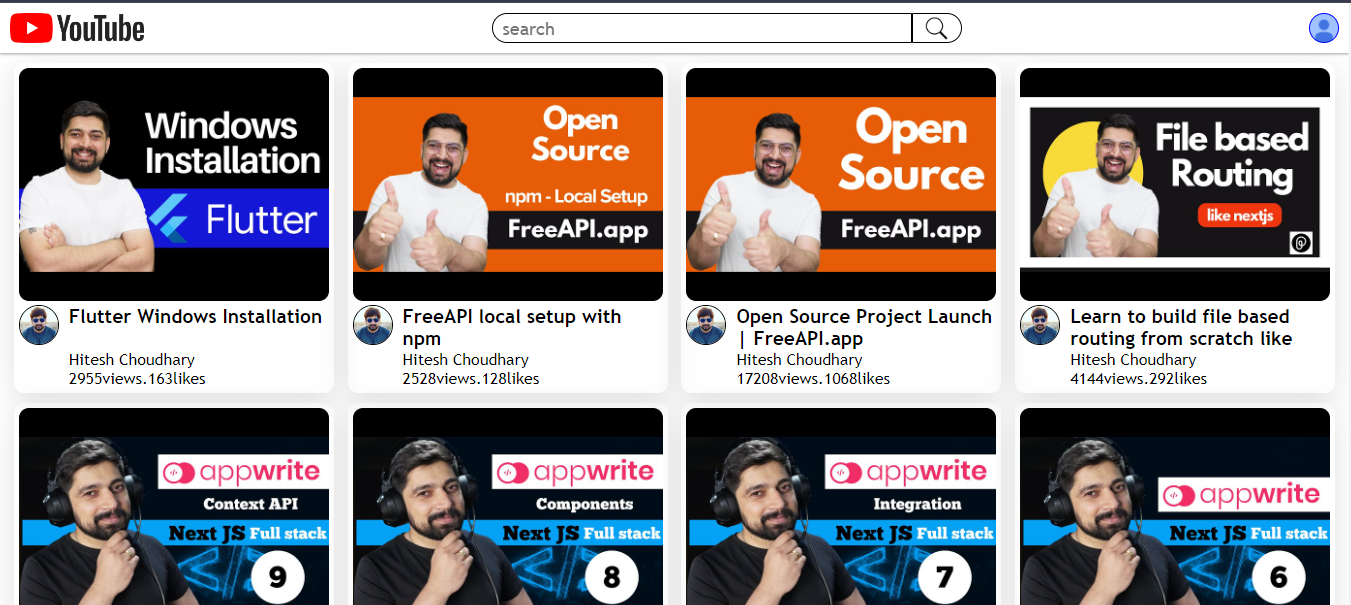 YouTube
search
Windows
Installation
Flutter
Open
Source
npm - Local Setup
FreeAPI.app
Open
Source
FreeAPI.app
File based
Routing
like nextjs
Flutter Windows Installation
Hitesh Choudhary
2955views.163likes
FreeAPI local setup with
npm
Hitesh Choudhary
2528views.128likes
Open Source Project Launch
| FreeAPI.app
Hitesh Choudhary
17208views.1068likes
Learn to build file based
routing from scratch like
Hitesh Choudhary
4144views.292likes
appwrite
Context API
Next JS Full stack
9
appwrite
Components
Next JS Full stack
8
appwrite
Integration
Next JS Full stack
7
appwrite
Next JS Full stack
6